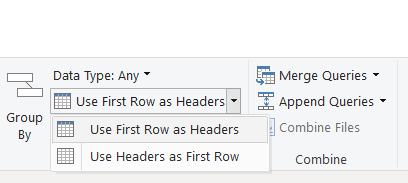 Data Type: Any
Use First Row as Headers
Group
By
Use First Row as Headers
Use Headers as First Row
Merge Queries
Append Queries
Combine Files
Combine